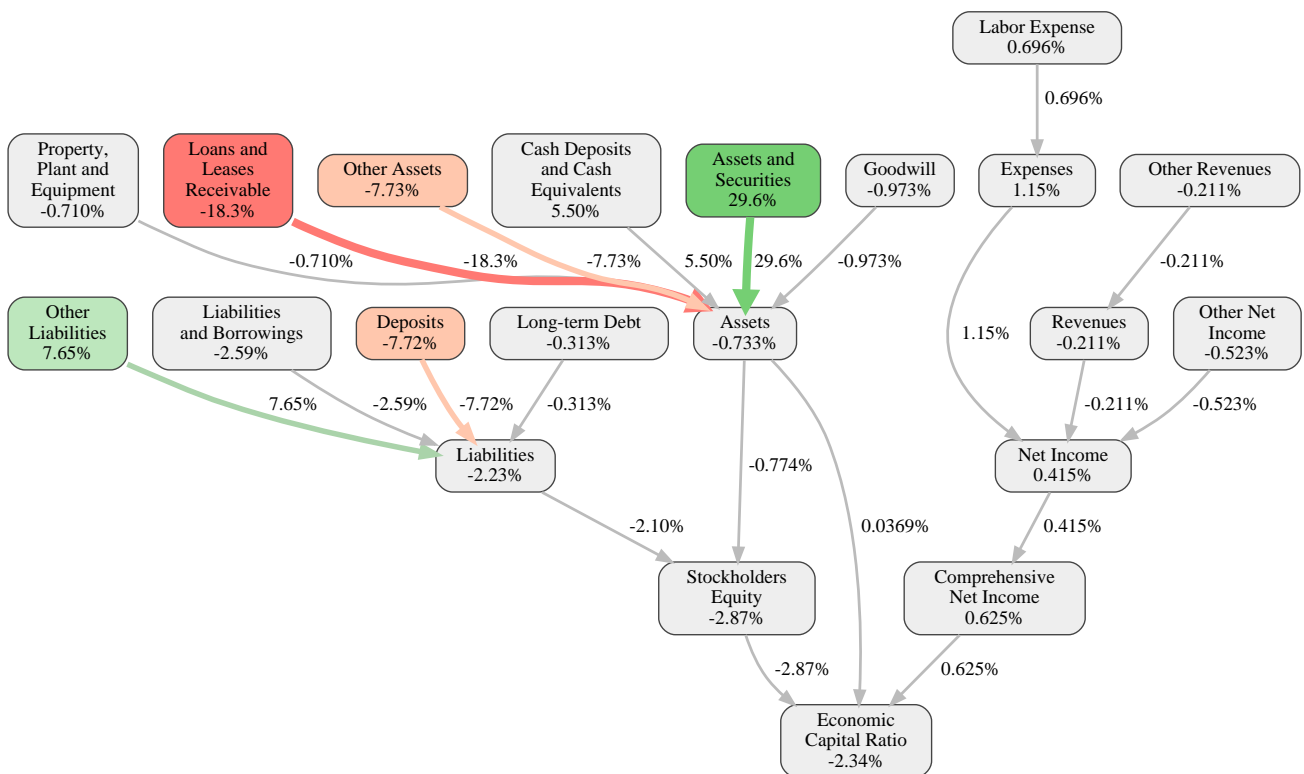 Labor Expense
0.696%
0.696%
Property,
Plant and
Equipment
-0.710%
Loans and
Leases
Receivable
-18.3%
Other Assets
-7.73%
Cash Deposits
and Cash
Equivalents
5.50%
Assets and
Securities
29.6%
Goodwill
-0.973%
Expenses
1.15%
Other Revenues
-0.211%
-0.710%
-18.3%
-7.73%
5.50%
29.6%
-0.973%
-0.211%
Other
Liabilities
7.65%
Liabilities
and Borrowings
-2.59%
Deposits
-7.72%
Long-term Debt
-0.313%
Assets
-0.733%
1.15%
Revenues
-0.211%
Other Net
Income
-0.523%
7.65%
-2.59%
-7.72%
-0.313%
-0.211%
-0.523%
Liabilities
-2.23%
-0.774%
Net Income
0.415%
-2.10%
0.0369%
0.415%
Stockholders
Equity
-2.87%
Comprehensive
Net Income
0.625%
-2.87%
0.625%
Economic
Capital Ratio
-2.34%